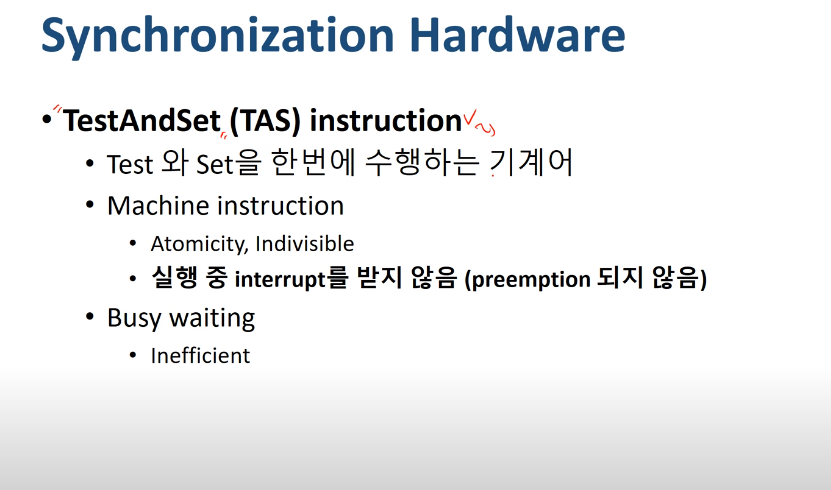 Synchronization Hardware
• "TestAndSet" (TAS) instruction
• Test 와 Set을 한번에 수행하는 기계어
• Machine instruction
• Atomicity, Indivisible
• 실행 중 interrupt를 받지 않음 (preemption 되지 않음)
• Busy waiting
• Inefficient